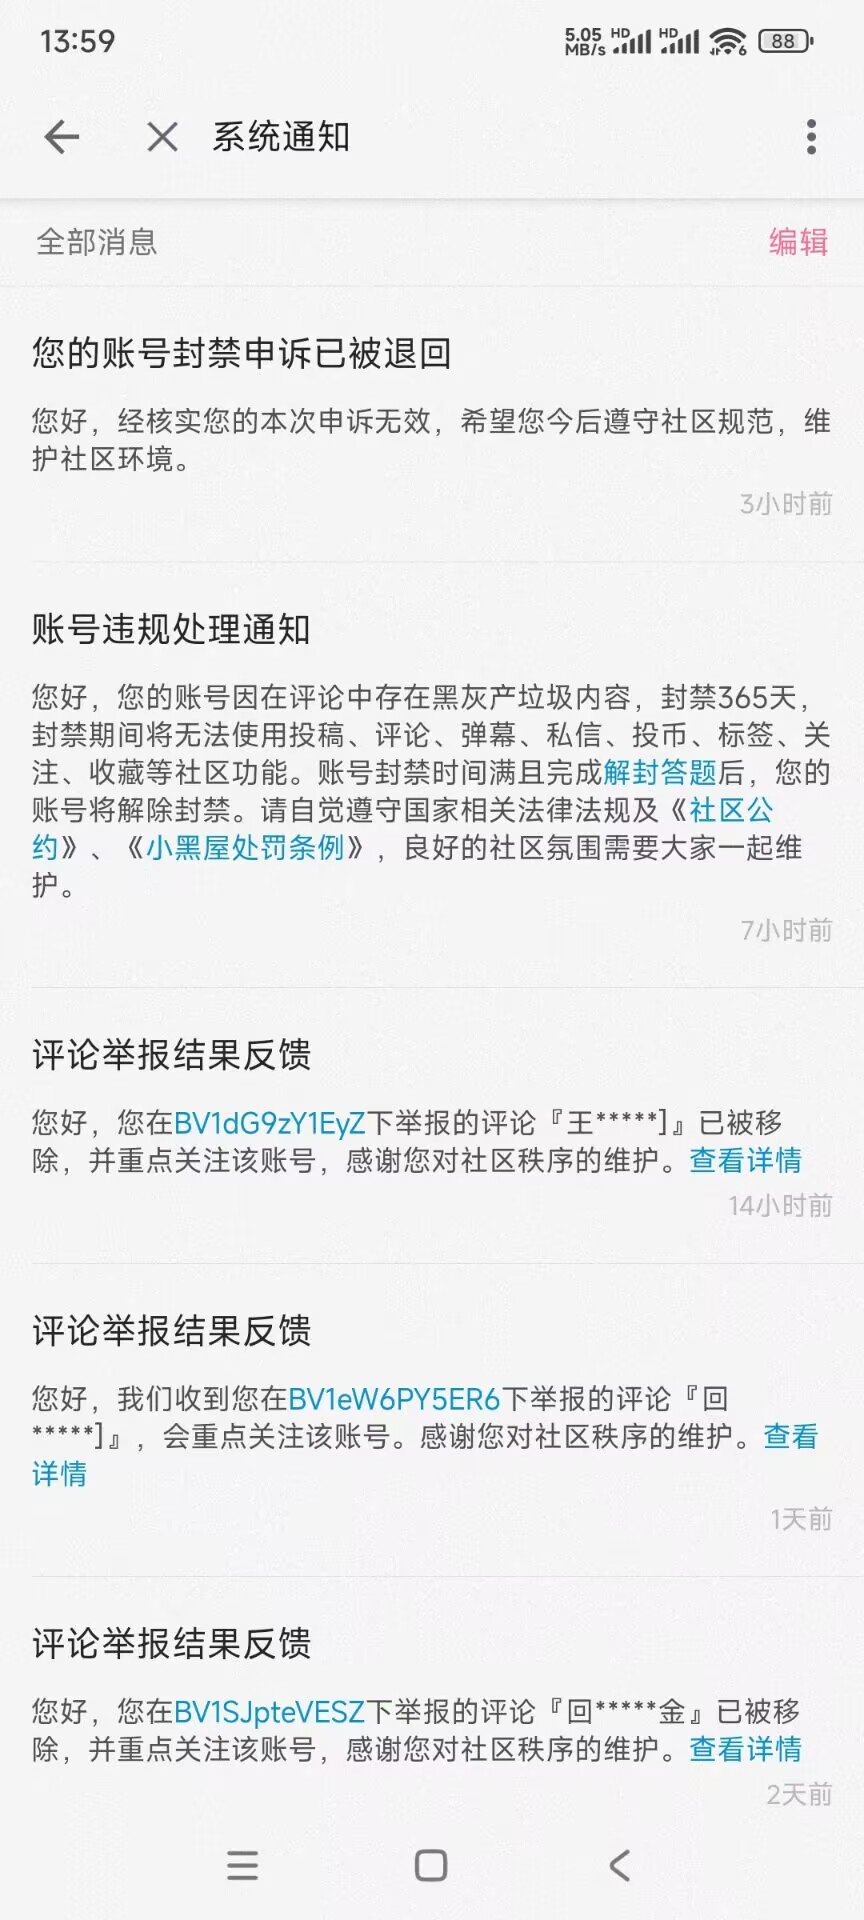 13:59
5.05 MB/s HD HD 6 88
系统通知
全部消息 编辑
您的账号封禁申诉已被退回
您好，经核实您的本次申诉无效，希望您今后遵守社区规范，维
护社区环境。
3小时前
账号违规处理通知
您好，您的账号因在评论中存在黑灰产垃圾内容，封禁365天，
封禁期间将无法使用投稿、评论、弹幕、私信、投币、标签、关
注、收藏等社区功能。账号封禁时间满且完成解封答题后，您的
账号将解除封禁。请自觉遵守国家相关法律法规及《社区公
约》、《小黑屋处罚条例》，良好的社区氛围需要大家一起维
护。
7小时前
评论举报结果反馈
您好，您在BV1dG9zY1EyZ下举报的评论『王*****]』已被移
除，并重点关注该账号，感谢您对社区秩序的维护。查看详情
14小时前
评论举报结果反馈
您好，我们收到您在BV1eW6PY5ER6下举报的评论『回
*****]』，会重点关注该账号。感谢您对社区秩序的维护。查看
详情
1天前
评论举报结果反馈
您好，您在BV1SJpteVESZ下举报的评论『回*****金』已被移
除，并重点关注该账号，感谢您对社区秩序的维护。查看详情
2天前